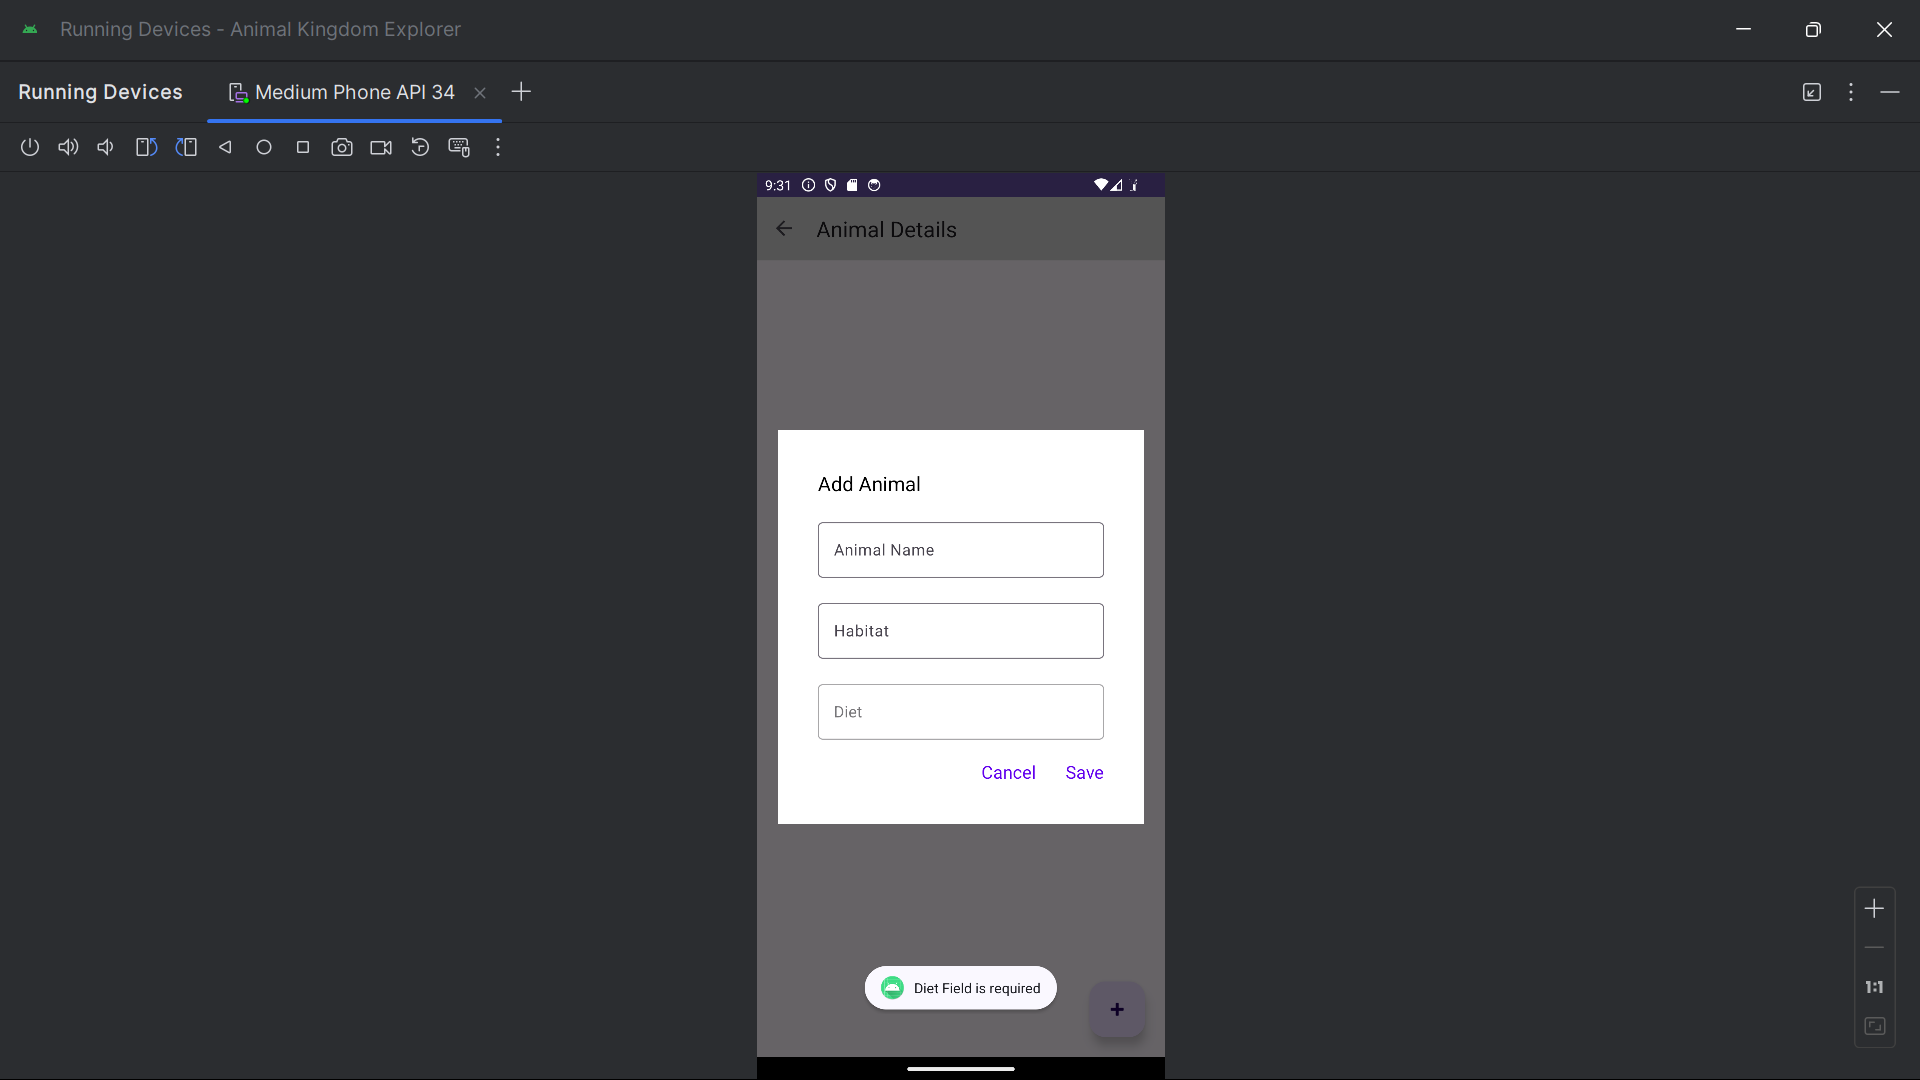 Running Devices - Animal Kingdom Explorer
Running Devices
Medium Phone API 34
9:31
Animal Details
Add Animal
Animal Name
Habitat
Diet
Cancel
Save
Diet Field is required
1:1